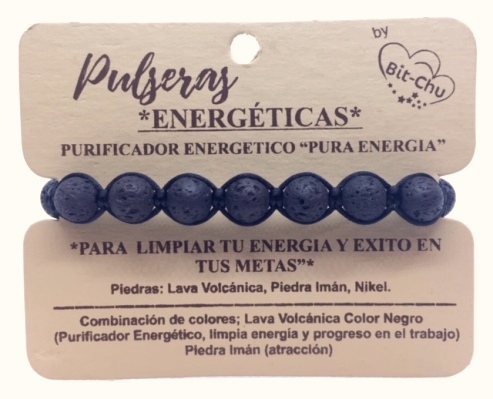 by
Bit-Chu
Pulseras
*ENERGÉTICAS*
PURIFICADOR ENERGETICO “PURA ENERGIA”
*PARA LIMPIAR TU ENERGIA Y EXITO EN
TUS METAS”*
Piedras: Lava Volcánica, Piedra Imán, Nikel.
Combinación de colores; Lava Volcánica Color Negro
(Purificador Energético, limpia energía y progreso en el trabajo)
Piedra Imán (atracción)